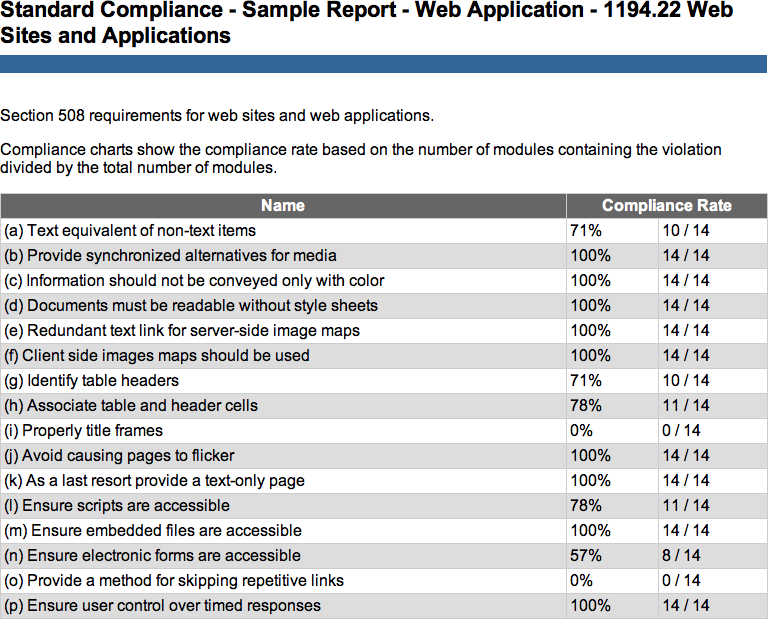 Standard Compliance - Sample Report - Web Application - 1194.22 Web
Sites and Applications
Section 508 requirements for web sites and web applications.
Compliance charts show the compliance rate based on the number of modules containing the violation
divided by the total number of modules.
Name Compliance Rate
(a) Text equivalent of non-text items 71% 10 / 14
(b) Provide synchronized alternatives for media 100% 14 / 14
(c) Information should not be conveyed only with color 100% 14 / 14
(d) Documents must be readable without style sheets 100% 14 / 14
(e) Redundant text link for server-side image maps 100% 14 / 14
(f) Client side images maps should be used 100% 14 / 14
(g) Identify table headers 71% 10 / 14
(h) Associate table and header cells 78% 11 / 14
(i) Properly title frames 0% 0 / 14
(j) Avoid causing pages to flicker 100% 14 / 14
(k) As a last resort provide a text-only page 100% 14 / 14
(l) Ensure scripts are accessible 78% 11 / 14
(m) Ensure embedded files are accessible 100% 14 / 14
(n) Ensure electronic forms are accessible 57% 8 / 14
(o) Provide a method for skipping repetitive links 0% 0 / 14
(p) Ensure user control over timed responses 100% 14 / 14